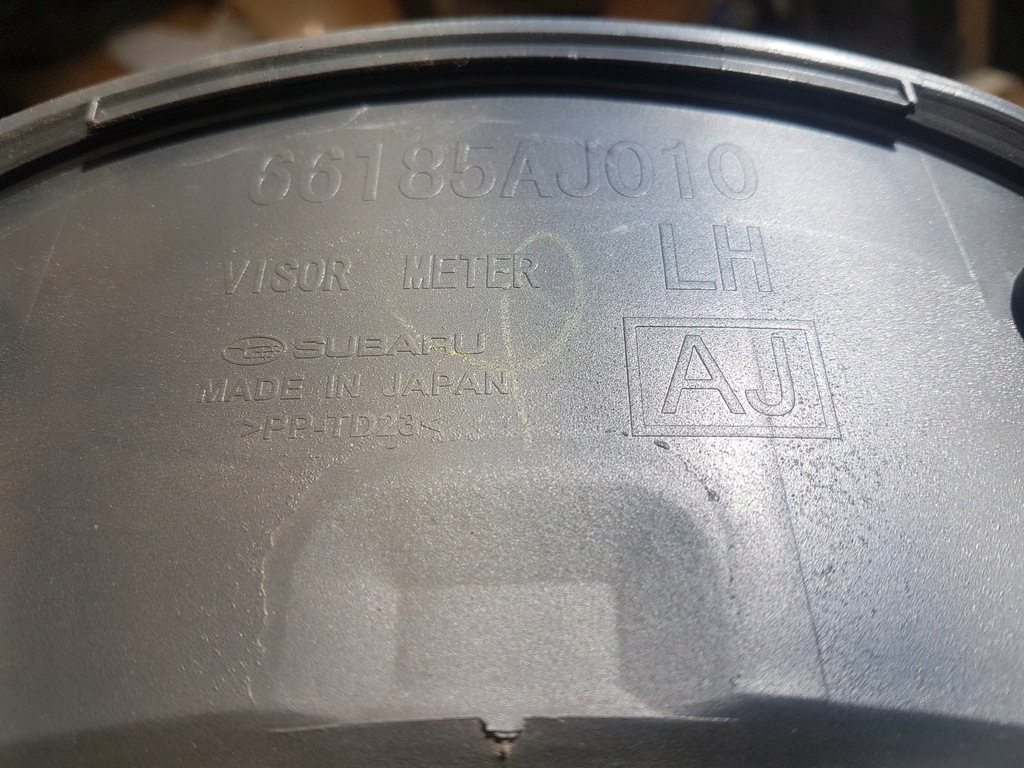 66185AJ010
VISOR METER LH
SUBARU
AJ
MADE IN JAPAN
>PP-TD23<